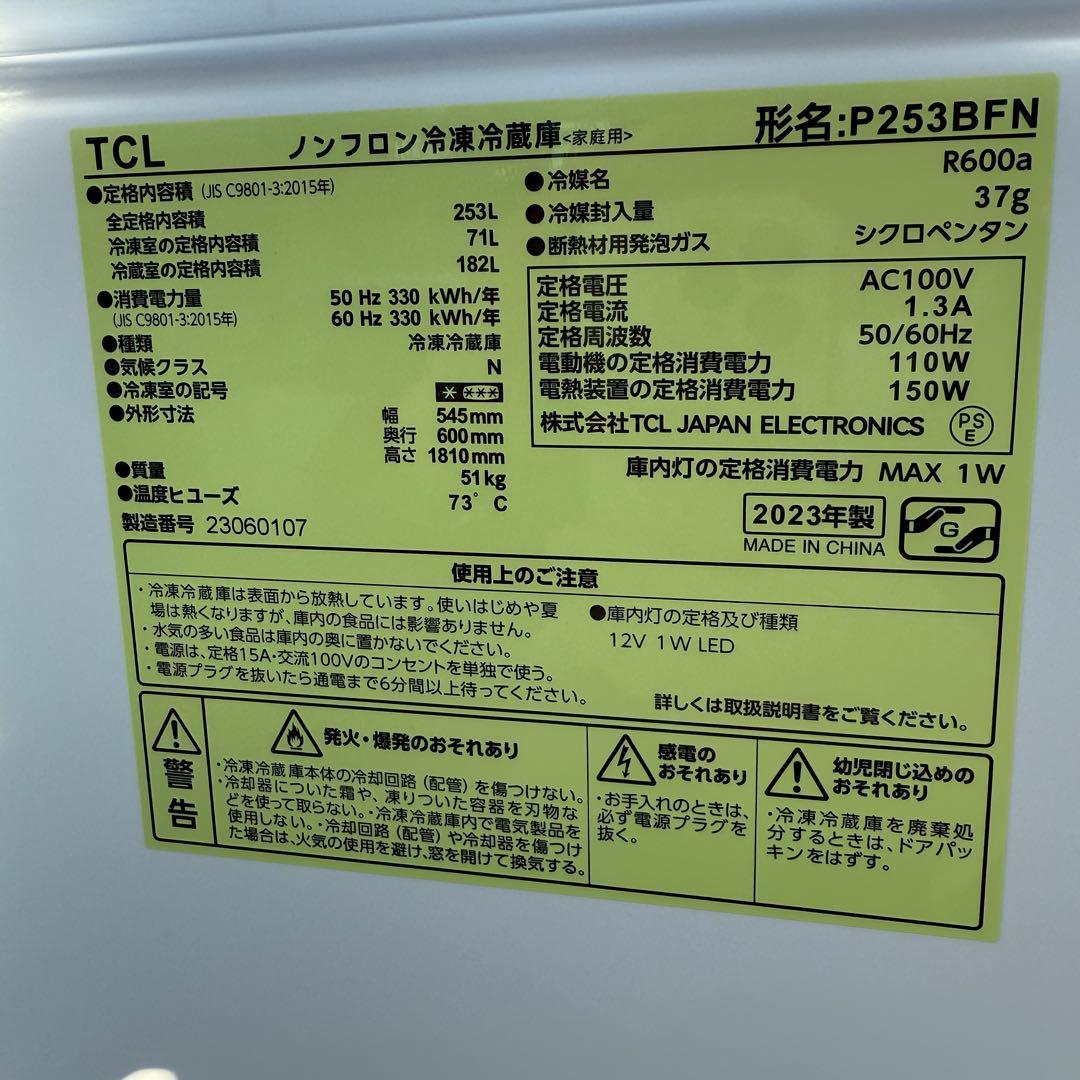 TCL ノンフロン冷凍冷蔵庫<家庭用> 形名:P253BFN
●定格内容積 (JIS C9801-3:2015年)
全定格内容積 253L
冷凍室の定格内容積 71L
冷蔵室の定格内容積 182L
●消費電力量 50 Hz 330 kWh/年
(JIS C9801-3:2015年) 60 Hz 330 kWh/年
●種類 冷凍冷蔵庫
●気候クラス N
●冷凍室の記号
●外形寸法 幅 545mm
奥行 600mm
高さ 1810mm
●質量 51kg
●温度ヒューズ 73°C
製造番号 23060107
●冷媒名 R600a
●冷媒封入量 37g
●断熱材用発泡ガス シクロペンタン
定格電圧 AC100V
定格電流 1.3A
定格周波数 50/60Hz
電動機の定格消費電力 110W
電熱装置の定格消費電力 150W
株式会社TCL JAPAN ELECTRONICS PSE
庫内灯の定格消費電力 MAX 1W
2023年製
MADE IN CHINA
G
使用上のご注意
・冷凍冷蔵庫は表面から放熱しています。使いはじめや夏
場は熱くなりますが、庫内の食品には影響ありません。
・水気の多い食品は庫内の奥に置かないでください。
・電源は、定格15A・交流100Vのコンセントを単独で使う。
・電源プラグを抜いたら通電まで6分間以上待ってください。
●庫内灯の定格及び種類
12V 1W LED
詳しくは取扱説明書をご覧ください。
警告
発火・爆発のおそれあり
・冷凍冷蔵庫本体の冷却回路(配管)を傷つけない。
・冷却器についた霜や、凍りついた容器を刃物な
どを使って取らない。・冷凍冷蔵庫内で電気製品を
使用しない。・冷却回路(配管)や冷却器を傷つけ
た場合は、火気の使用を避け、窓を開けて換気する。
感電の
おそれあり
・お手入れのときは、
必ず電源プラグを
抜く。
幼児閉じ込めの
おそれあり
・冷凍冷蔵庫を廃棄処
分するときは、ドアパッ
キンをはずす。